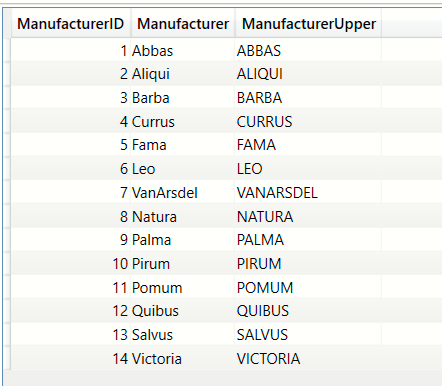 ManufacturerID Manufacturer ManufacturerUpper
1 Abbas ABBAS
2 Aliqui ALIQUI
3 Barba BARBA
4 Currus CURRUS
5 Fama FAMA
6 Leo LEO
7 VanArsdel VANARSDEL
8 Natura NATURA
9 Palma PALMA
10 Pirum PIRUM
11 Pomum POMUM
12 Quibus QUIBUS
13 Salvus SALVUS
14 Victoria VICTORIA